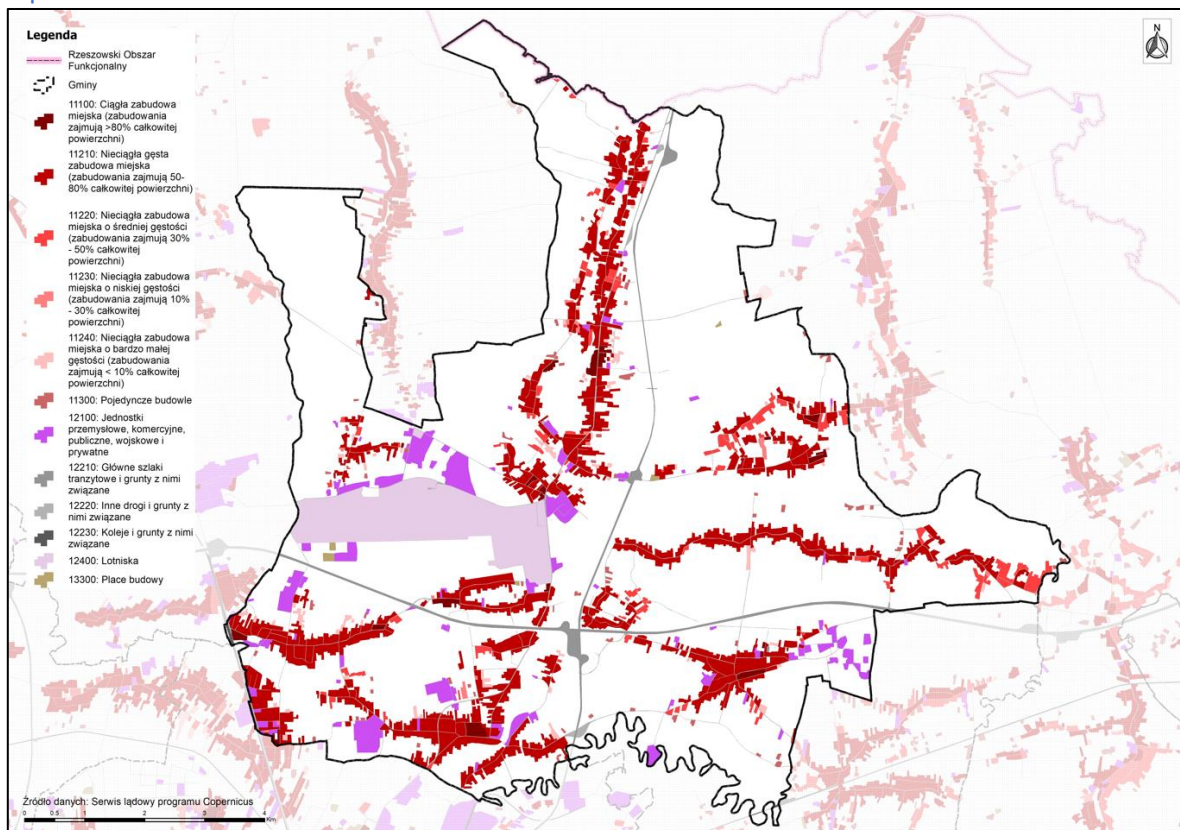 Legenda
Rzeszowski Obszar
Funkcjonalny
Gminy
11100: Ciągła zabudowa
miejska (zabudowania
zajmują >80% całkowitej
powierzchni)
11210: Nieciągła gęsta
zabudowa miejska
(zabudowania zajmują 50-
80% całkowitej powierzchni)
11220: Nieciągła zabudowa
miejska o średniej gęstości
(zabudowania zajmują 30%
- 50% całkowitej
powierzchni)
11230: Nieciągła zabudowa
miejska o niskiej gęstości
(zabudowania zajmują 10%
- 30% całkowitej
powierzchni)
11240: Nieciągła zabudowa
miejska o bardzo małej
gęstości (zabudowania
zajmują < 10% całkowitej
powierzchni)
11300: Pojedyncze budowle
12100: Jednostki
przemysłowe, komercyjne,
publiczne, wojskowe i
prywatne
12210: Główne szlaki
tranzytowe i grunty z nimi
związane
12220: Inne drogi i grunty z
nimi związane
12230: Koleje i grunty z nimi
związane
12400: Lotniska
13300: Place budowy
N
Źródło danych: Serwis lądowy programu Copernicus
0 0.5 1 2 3 4
Km